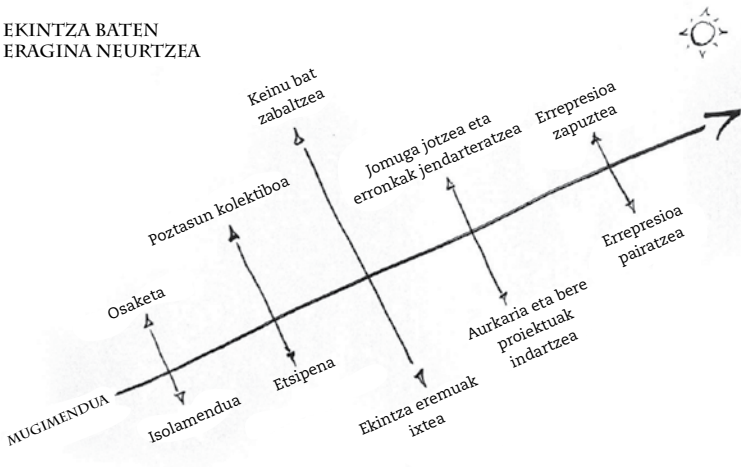 EKINTZA BATEN
ERAGINA NEURTZEA
Keinu bat
zabaltzea
Jomuga jotzea eta
erronkak jendarteratzea
Errepresioa
zapuztea
Poztasun kolektiboa
Osaketa
Errepresioa
pairatzea
Aurkaria eta bere
proiektuak
indartzea
Etsipena
Ekintza eremuak
ixtea
Isolamendua
MUGIMENDUA